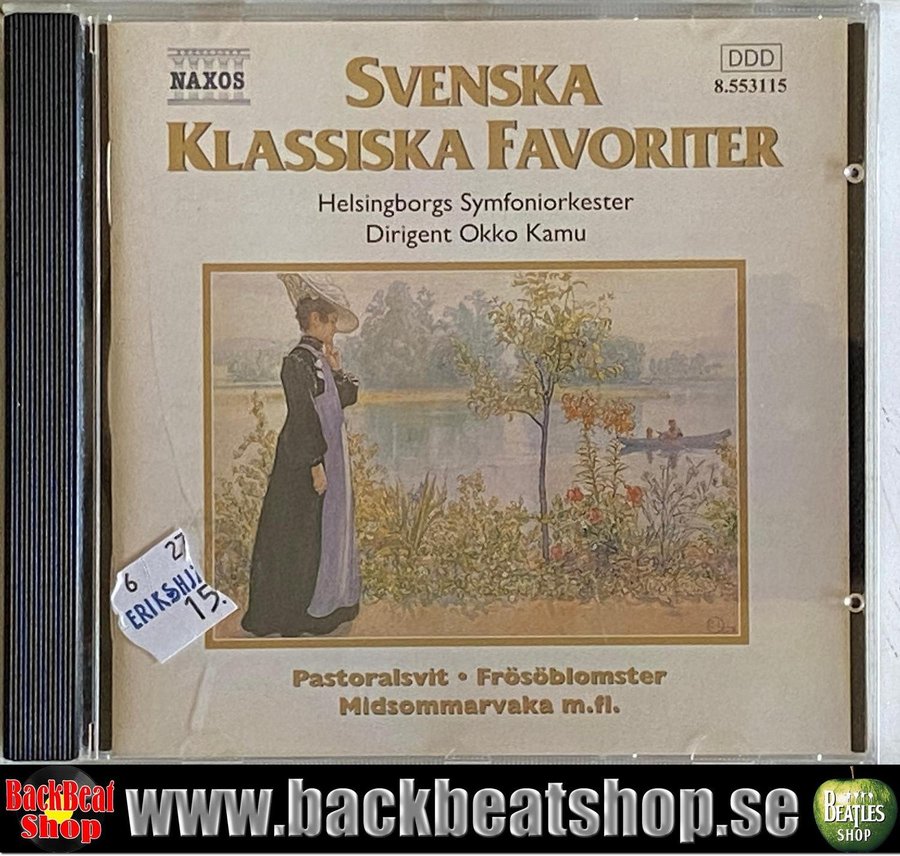 NAXOS
DDD
8.553115
SVENSKA
KLASSISKA FAVORITER
Helsingborgs Symfoniorkester
Dirigent Okko Kamu
6 27
15.
Pastoralsvit • Frösöblomster
Midsommarvaka m.fl.
BackBeat
Shop
www.backbeatshop.se
BEATLES
SHOP